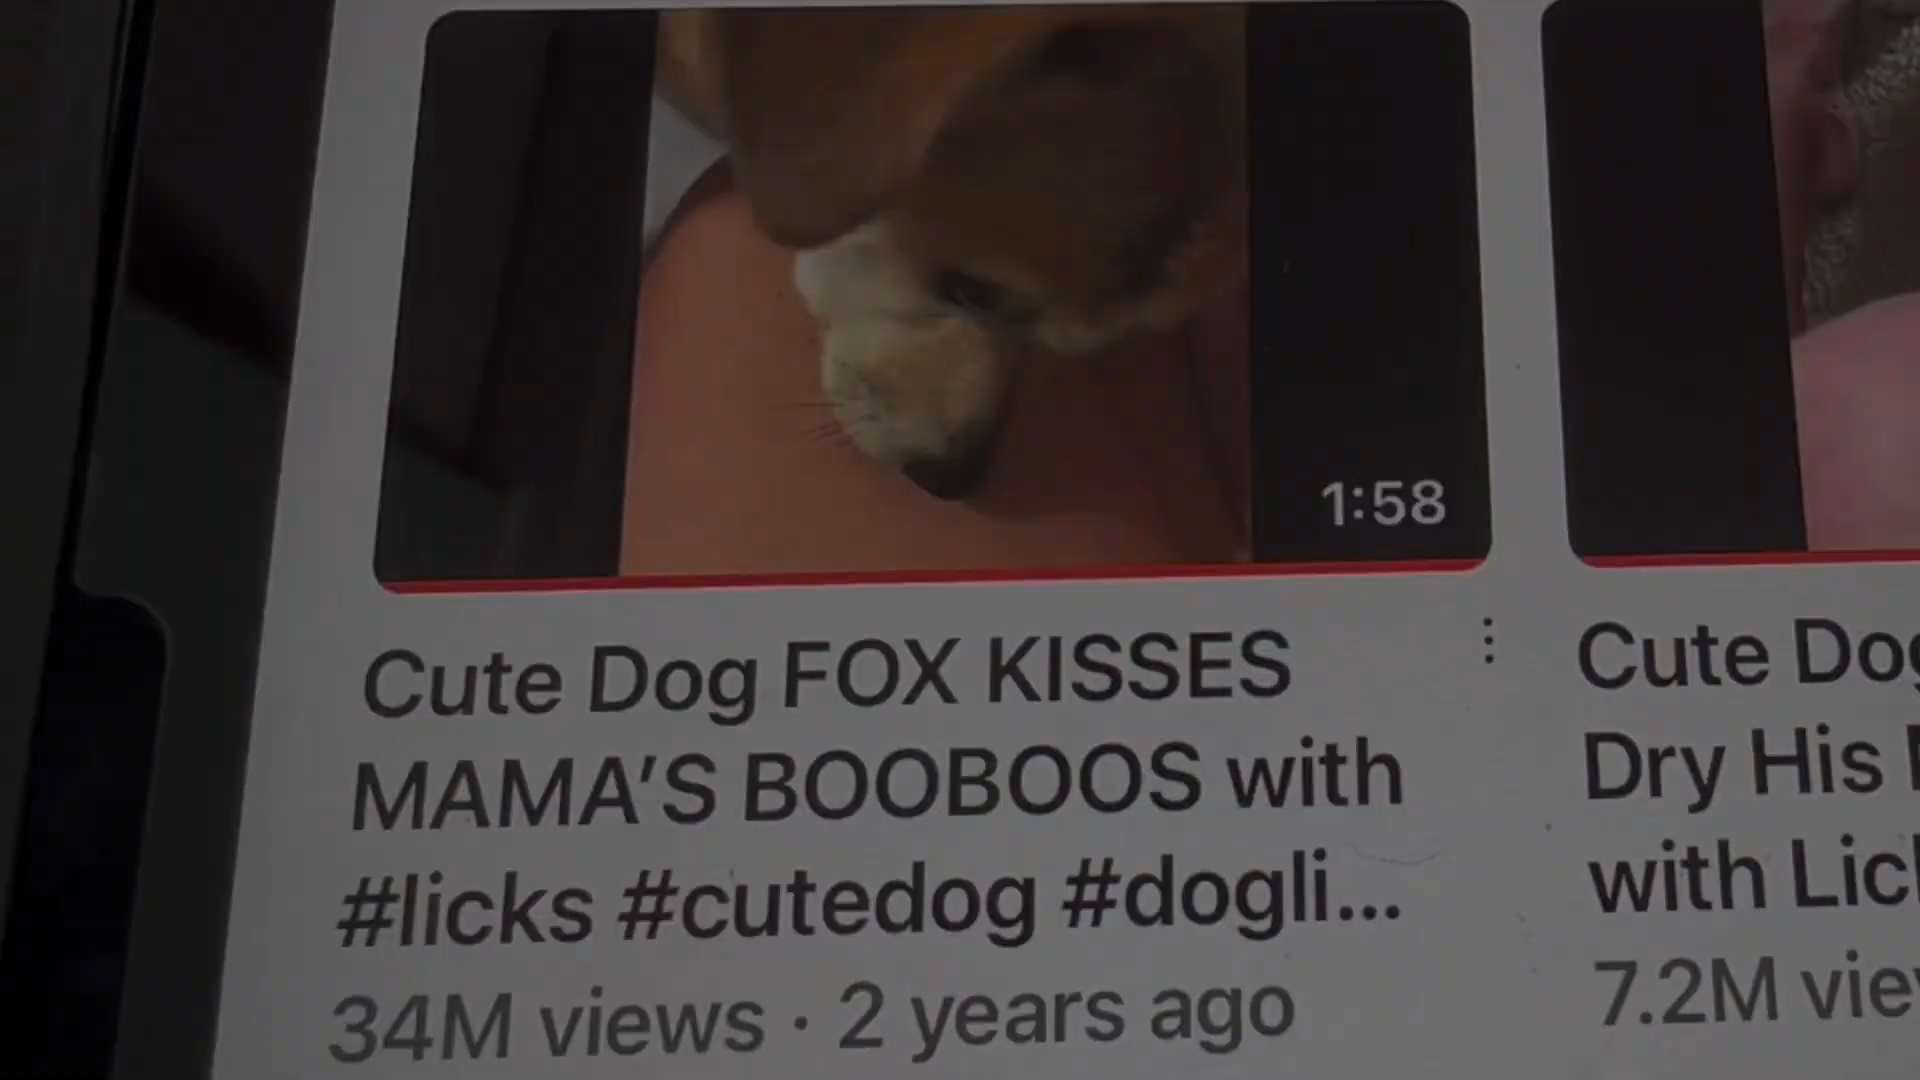 1:58
Cute Dog FOX KISSES
MAMA’S BOOBOOS with
#licks #cutedog #dogli...
34M views · 2 years ago
Cute
Dry His
with
7.2M